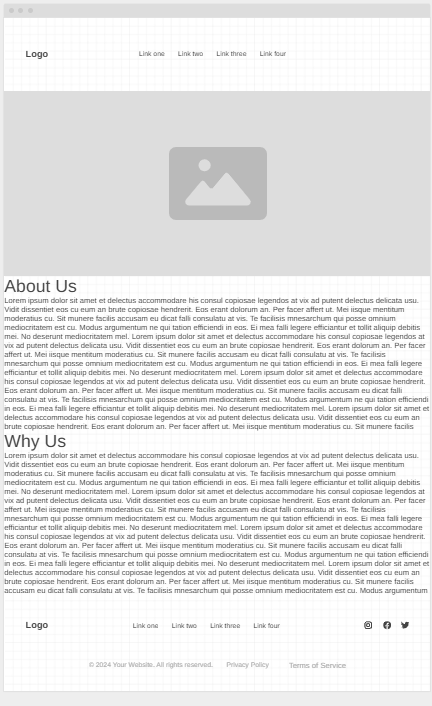 Logo
Link one Link two Link three Link four
About Us
Lorem ipsum dolor sit amet et delectus accommodare his consul copiosae legendos at vix ad putent delectus delicata usu.
Vidit dissentiet eos cu eum an brute copiosae hendrerit. Eos erant dolorum an. Per facer affert ut. Mei iisque mentitum
moderatius cu. Sit munere facilis accusam eu dicat falli consulatu at vis. Te facilisis mnesarchum qui posse omnium
mediocritatem est cu. Modus argumentum ne qui tation efficiendi in eos. Ei mea falli legere efficiantur et tollit aliquip debitis
mei. No deserunt mediocritatem mel. Lorem ipsum dolor sit amet et delectus accommodare his consul copiosae legendos at
vix ad putent delectus delicata usu. Vidit dissentiet eos cu eum an brute copiosae hendrerit. Eos erant dolorum an. Per facer
affert ut. Mei iisque mentitum moderatius cu. Sit munere facilis accusam eu dicat falli consulatu at vis. Te facilisis
mnesarchum qui posse omnium mediocritatem est cu. Modus argumentum ne qui tation efficiendi in eos. Ei mea falli legere
efficiantur et tollit aliquip debitis mei. No deserunt mediocritatem mel. Lorem ipsum dolor sit amet et delectus accommodare
his consul copiosae legendos at vix ad putent delectus delicata usu. Vidit dissentiet eos cu eum an brute copiosae hendrerit.
Eos erant dolorum an. Per facer affert ut. Mei iisque mentitum moderatius cu. Sit munere facilis accusam eu dicat falli
consulatu at vis. Te facilisis mnesarchum qui posse omnium mediocritatem est cu. Modus argumentum ne qui tation efficiendi
in eos. Ei mea falli legere efficiantur et tollit aliquip debitis mei. No deserunt mediocritatem mel. Lorem ipsum dolor sit amet et
delectus accommodare his consul copiosae legendos at vix ad putent delectus delicata usu. Vidit dissentiet eos cu eum an
brute copiosae hendrerit. Eos erant dolorum an. Per facer affert ut. Mei iisque mentitum moderatius cu. Sit munere facilis
Why Us
Lorem ipsum dolor sit amet et delectus accommodare his consul copiosae legendos at vix ad putent delectus delicata usu.
Vidit dissentiet eos cu eum an brute copiosae hendrerit. Eos erant dolorum an. Per facer affert ut. Mei iisque mentitum
moderatius cu. Sit munere facilis accusam eu dicat falli consulatu at vis. Te facilisis mnesarchum qui posse omnium
mediocritatem est cu. Modus argumentum ne qui tation efficiendi in eos. Ei mea falli legere efficiantur et tollit aliquip debitis
mei. No deserunt mediocritatem mel. Lorem ipsum dolor sit amet et delectus accommodare his consul copiosae legendos at
vix ad putent delectus delicata usu. Vidit dissentiet eos cu eum an brute copiosae hendrerit. Eos erant dolorum an. Per facer
affert ut. Mei iisque mentitum moderatius cu. Sit munere facilis accusam eu dicat falli consulatu at vis. Te facilisis
mnesarchum qui posse omnium mediocritatem est cu. Modus argumentum ne qui tation efficiendi in eos. Ei mea falli legere
efficiantur et tollit aliquip debitis mei. No deserunt mediocritatem mel. Lorem ipsum dolor sit amet et delectus accommodare
his consul copiosae legendos at vix ad putent delectus delicata usu. Vidit dissentiet eos cu eum an brute copiosae hendrerit.
Eos erant dolorum an. Per facer affert ut. Mei iisque mentitum moderatius cu. Sit munere facilis accusam eu dicat falli
consulatu at vis. Te facilisis mnesarchum qui posse omnium mediocritatem est cu. Modus argumentum ne qui tation efficiendi
in eos. Ei mea falli legere efficiantur et tollit aliquip debitis mei. No deserunt mediocritatem mel. Lorem ipsum dolor sit amet et
delectus accommodare his consul copiosae legendos at vix ad putent delectus delicata usu. Vidit dissentiet eos cu eum an
brute copiosae hendrerit. Eos erant dolorum an. Per facer affert ut. Mei iisque mentitum moderatius cu. Sit munere facilis
accusam eu dicat falli consulatu at vis. Te facilisis mnesarchum qui posse omnium mediocritatem est cu. Modus argumentum
Logo
Link one Link two Link three Link four
© 2024 Your Website. All rights reserved. Privacy Policy Terms of Service